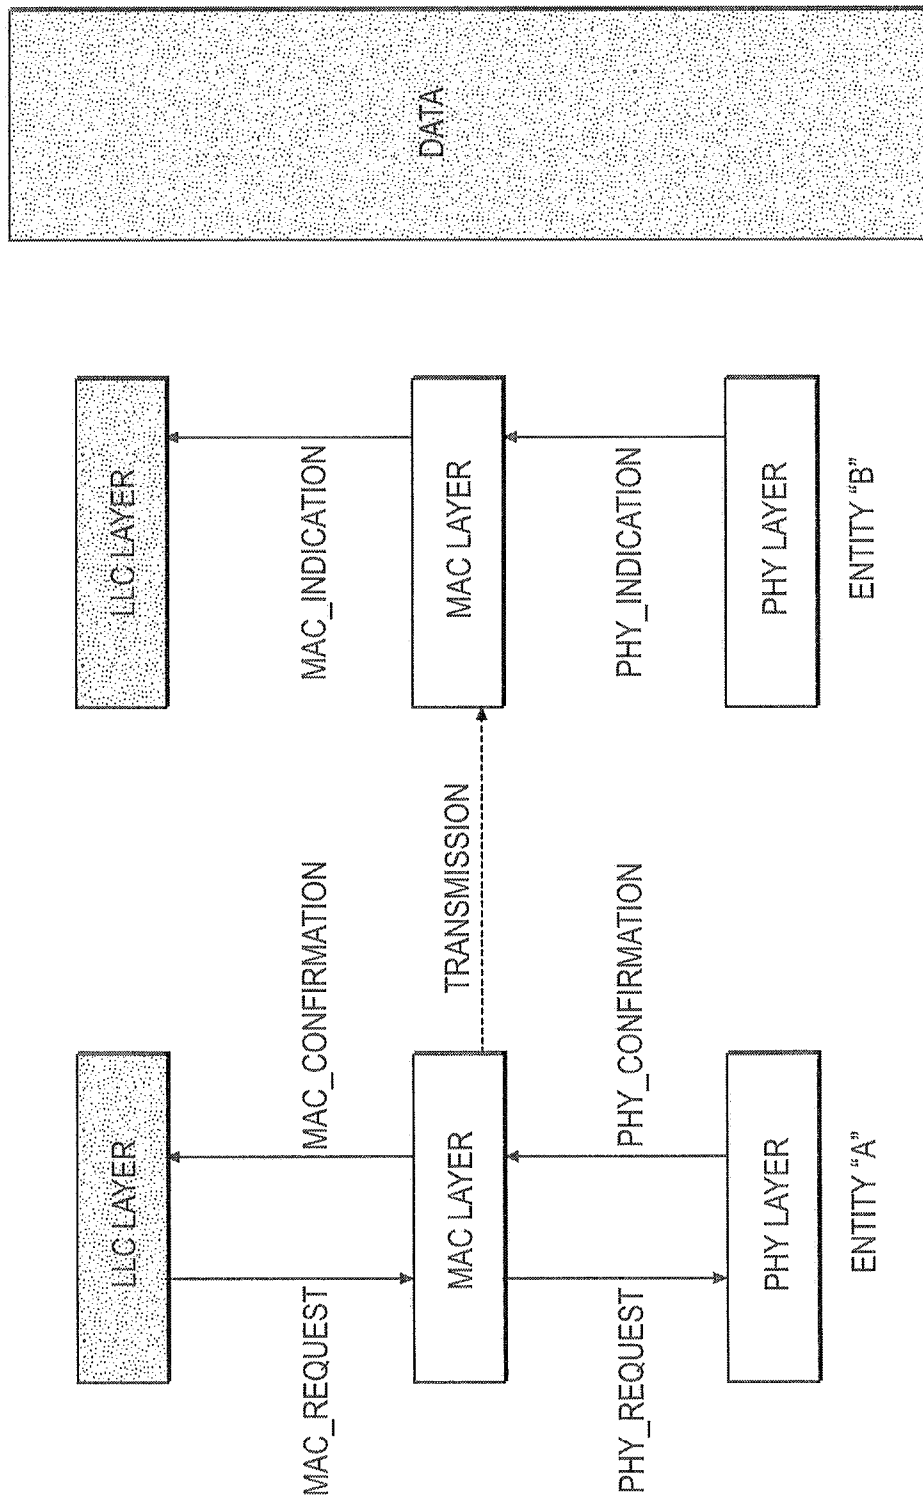 DATA
LLC LAYER
LLC LAYER
MAC_REQUEST
MAC_CONFIRMATION
MAC_INDICATION
MAC LAYER
TRANSMISSION
MAC LAYER
PHY_REQUEST
PHY_CONFIRMATION
PHY_INDICATION
PHY LAYER
PHY LAYER
ENTITY “A”
ENTITY “B”